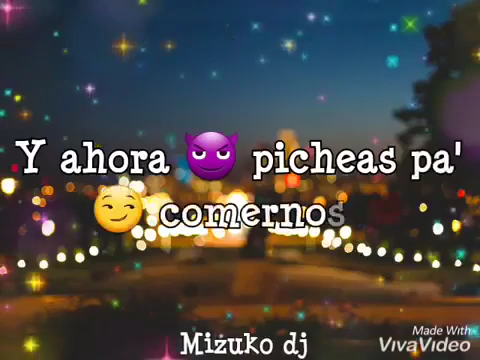 Y ahora 😈 picheas pa'
😏 comernos
Mizuko dj
Made With
VivaVideo